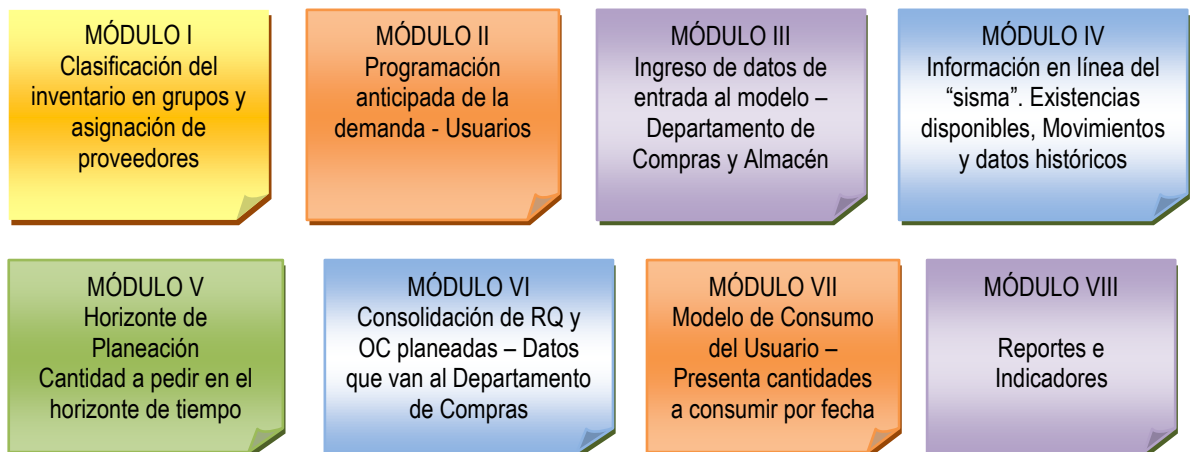 MÓDULO I
Clasificación del
inventario en grupos y
asignación de
proveedores
MÓDULO II
Programación
anticipada de la
demanda - Usuarios
MÓDULO III
Ingreso de datos de
entrada al modelo –
Departamento de
Compras y Almacén
MÓDULO IV
Información en línea del
“sisma”. Existencias
disponibles, Movimientos
y datos históricos
MÓDULO V
Horizonte de
Planeación
Cantidad a pedir en el
horizonte de tiempo
MÓDULO VI
Consolidación de RQ y
OC planeadas – Datos
que van al Departamento
de Compras
MÓDULO VII
Modelo de Consumo
del Usuario –
Presenta cantidades
a consumir por fecha
MÓDULO VIII
Reportes e
Indicadores